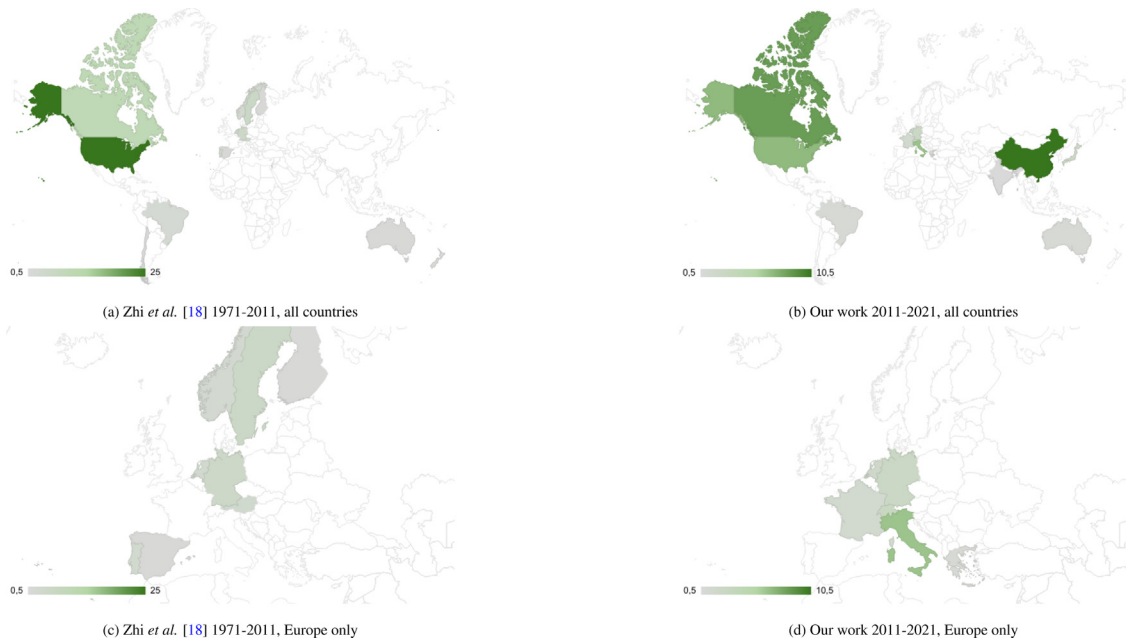 0,5 25
0,5 10,5
(a) Zhi et al. [18] 1971-2011, all countries
(b) Our work 2011-2021, all countries
0,5 25
0,5 10,5
(c) Zhi et al. [18] 1971-2011, Europe only
(d) Our work 2011-2021, Europe only